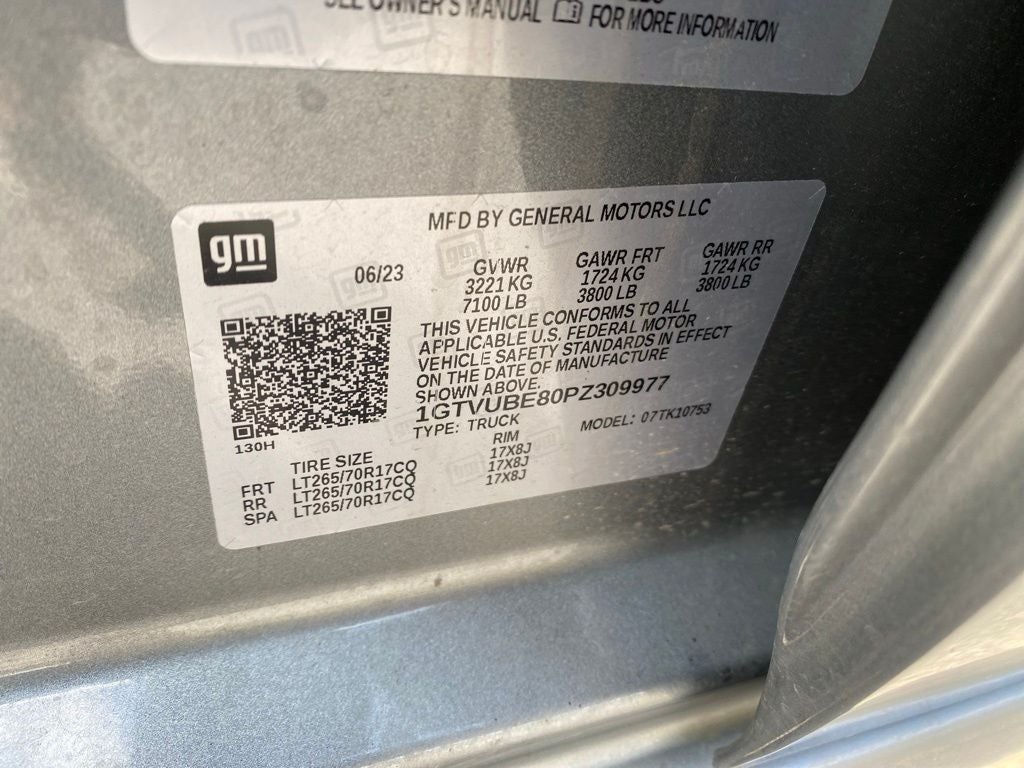 SEE OWNER'S MANUAL FOR MORE INFORMATION
gm
MFD BY GENERAL MOTORS LLC
06/23
GVWR GAWR FRT GAWR RR
3221 KG 1724 KG 1724 KG
7100 LB 3800 LB 3800 LB
THIS VEHICLE CONFORMS TO ALL
APPLICABLE U.S. FEDERAL MOTOR
VEHICLE SAFETY STANDARDS IN EFFECT
ON THE DATE OF MANUFACTURE
SHOWN ABOVE.
1GTVUBE80PZ309977
TYPE: TRUCK MODEL: 07TK10753
130H
TIRE SIZE RIM
FRT LT265/70R17CQ 17X8J
RR LT265/70R17CQ 17X8J
SPA LT265/70R17CQ 17X8J